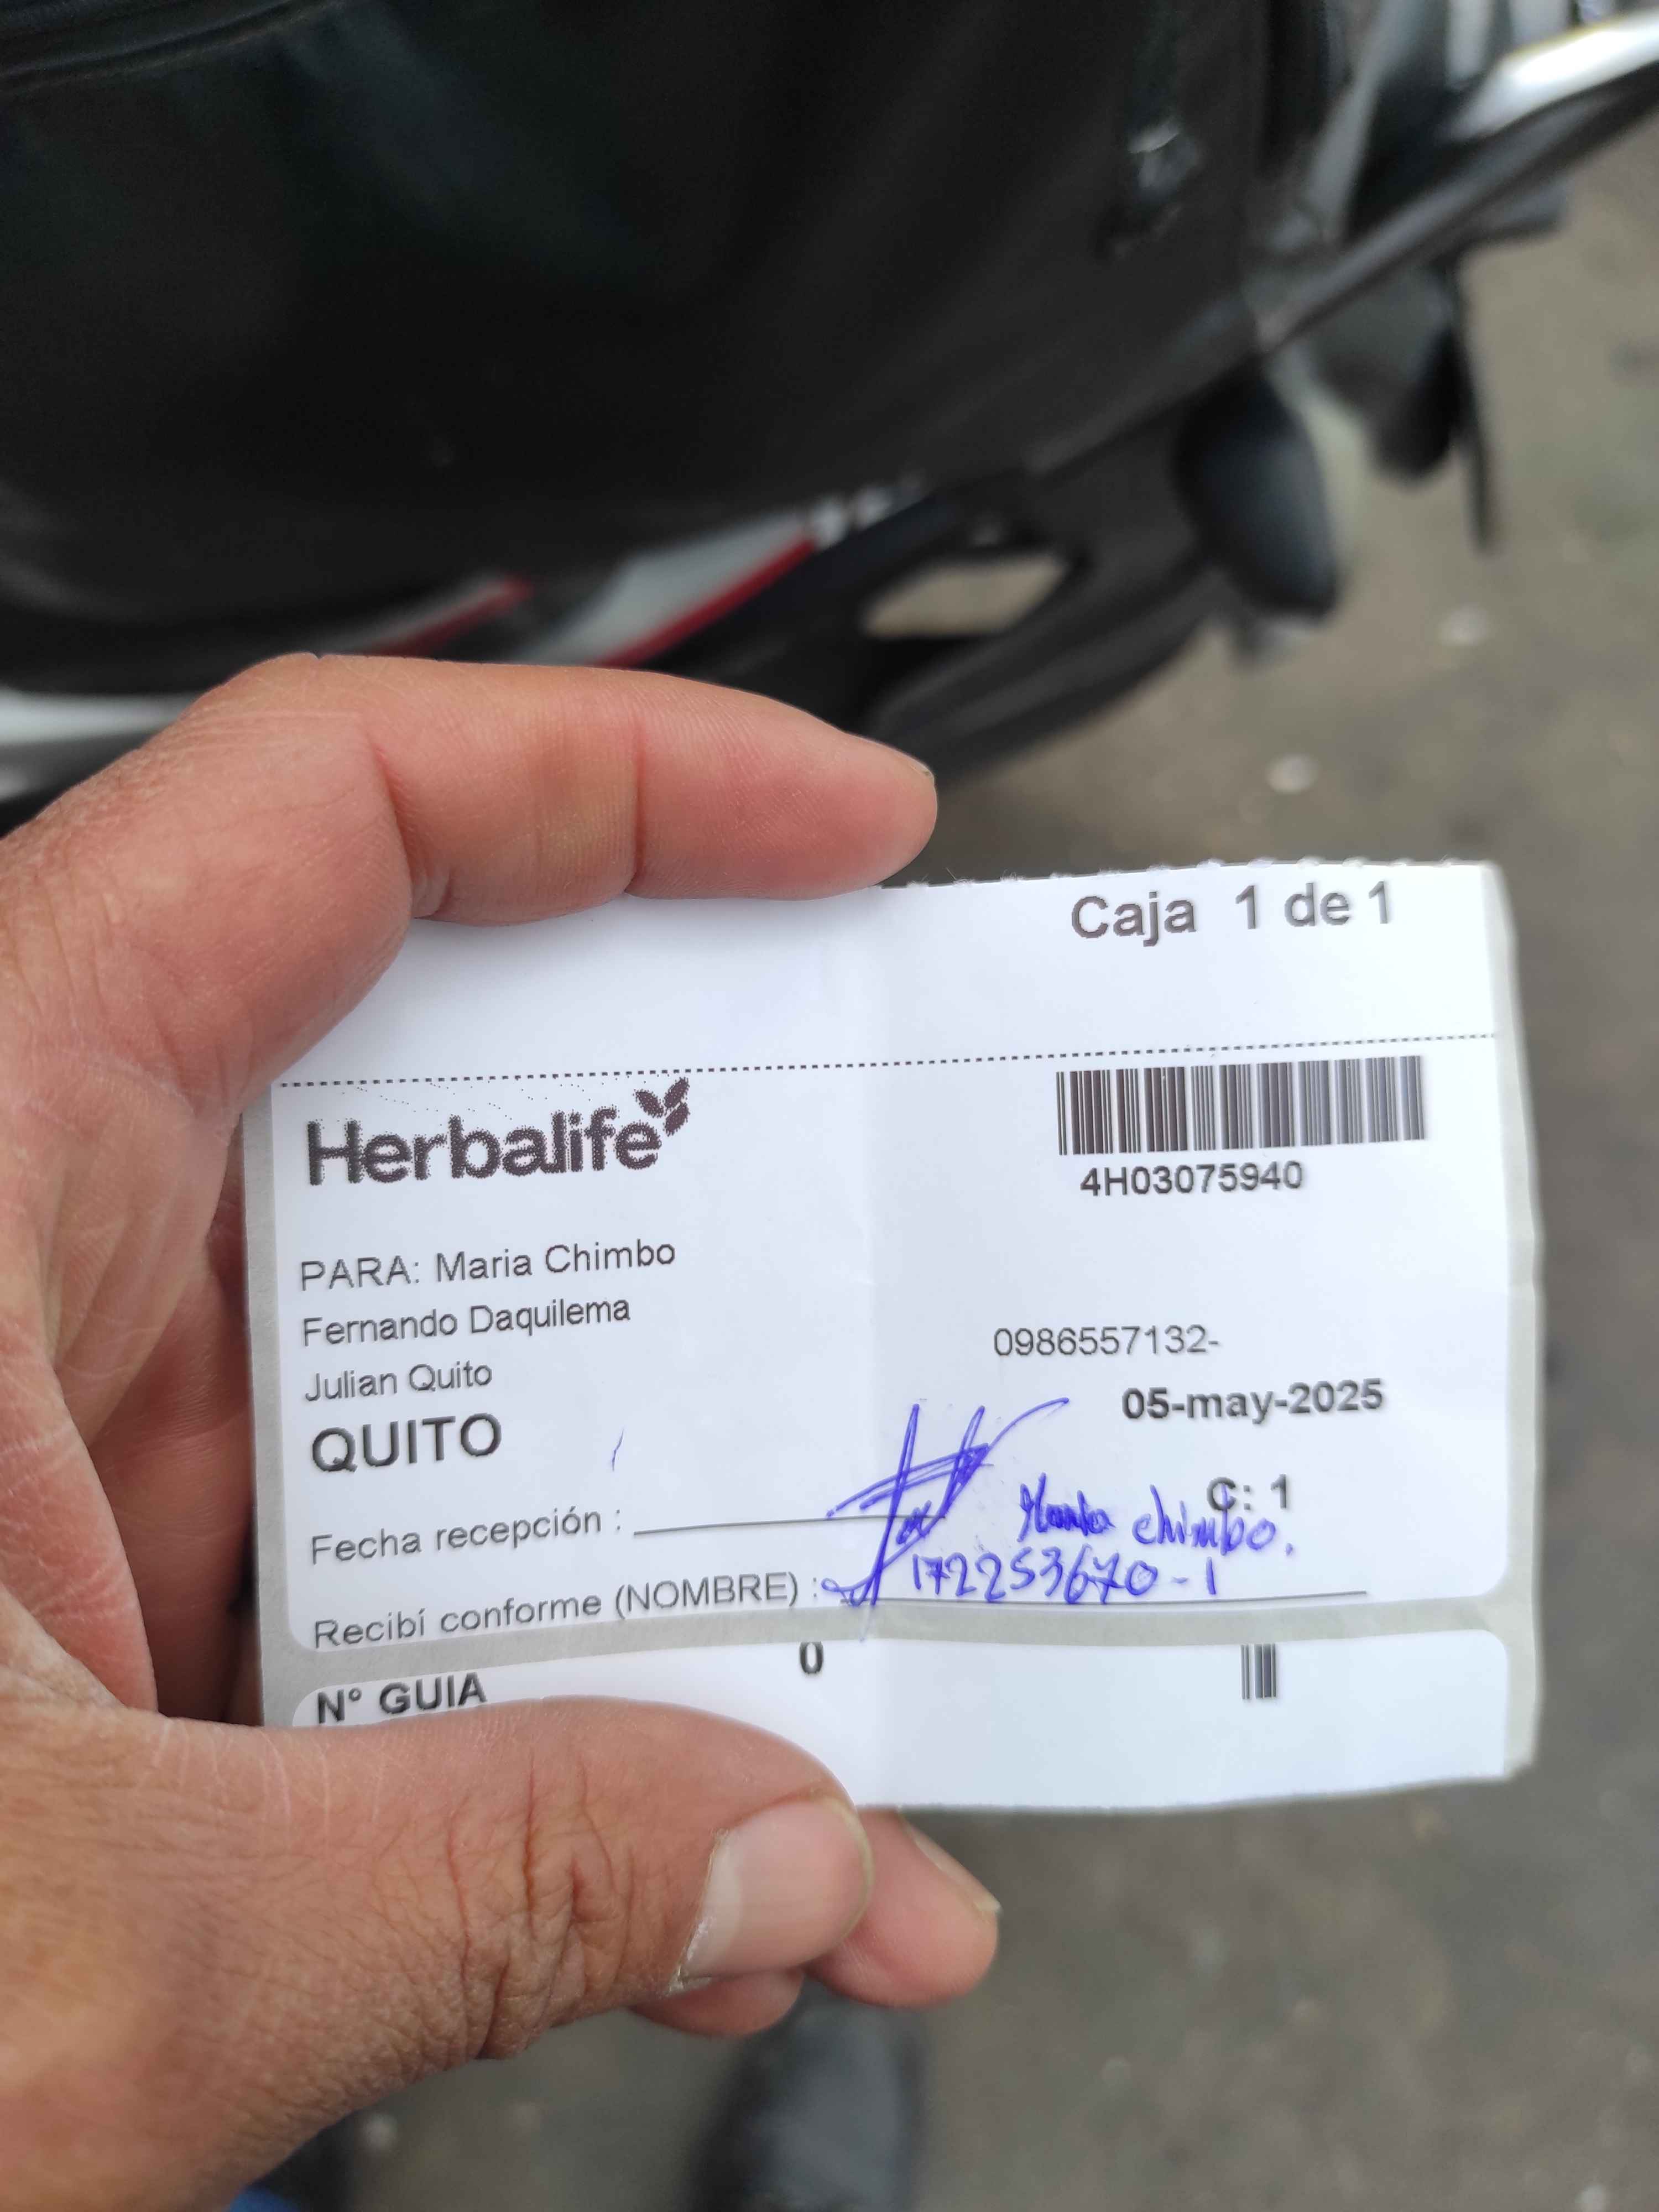 Caja 1 de 1
Herbalife
4H03075940
PARA: Maria Chimbo
Fernando Daquilema
0986557132-
Julian Quito
05-may-2025
QUITO
C: 1
Fecha recepción :
chimbo.
Recibí conforme (NOMBRE) : 172253670-1
N° GUIA 0